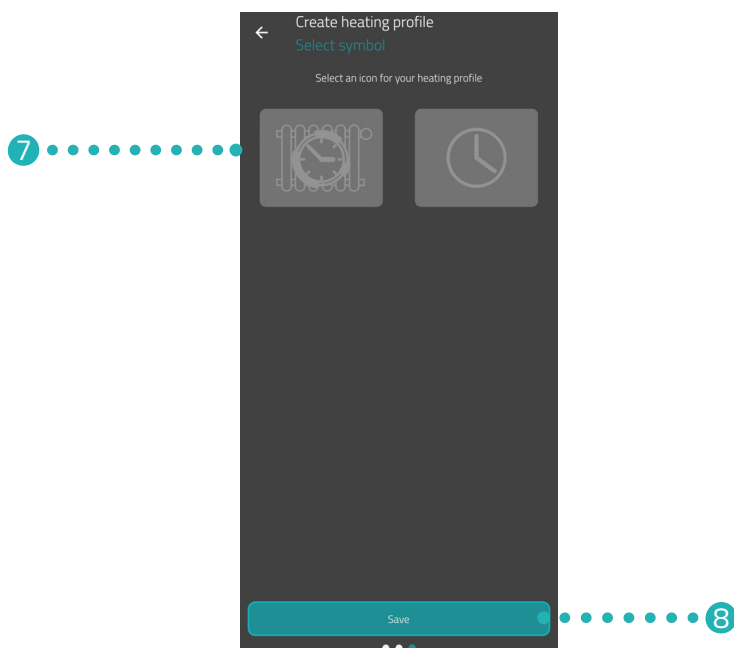 Create heating profile
Select symbol
Select an icon for your heating profile
7
Save
8